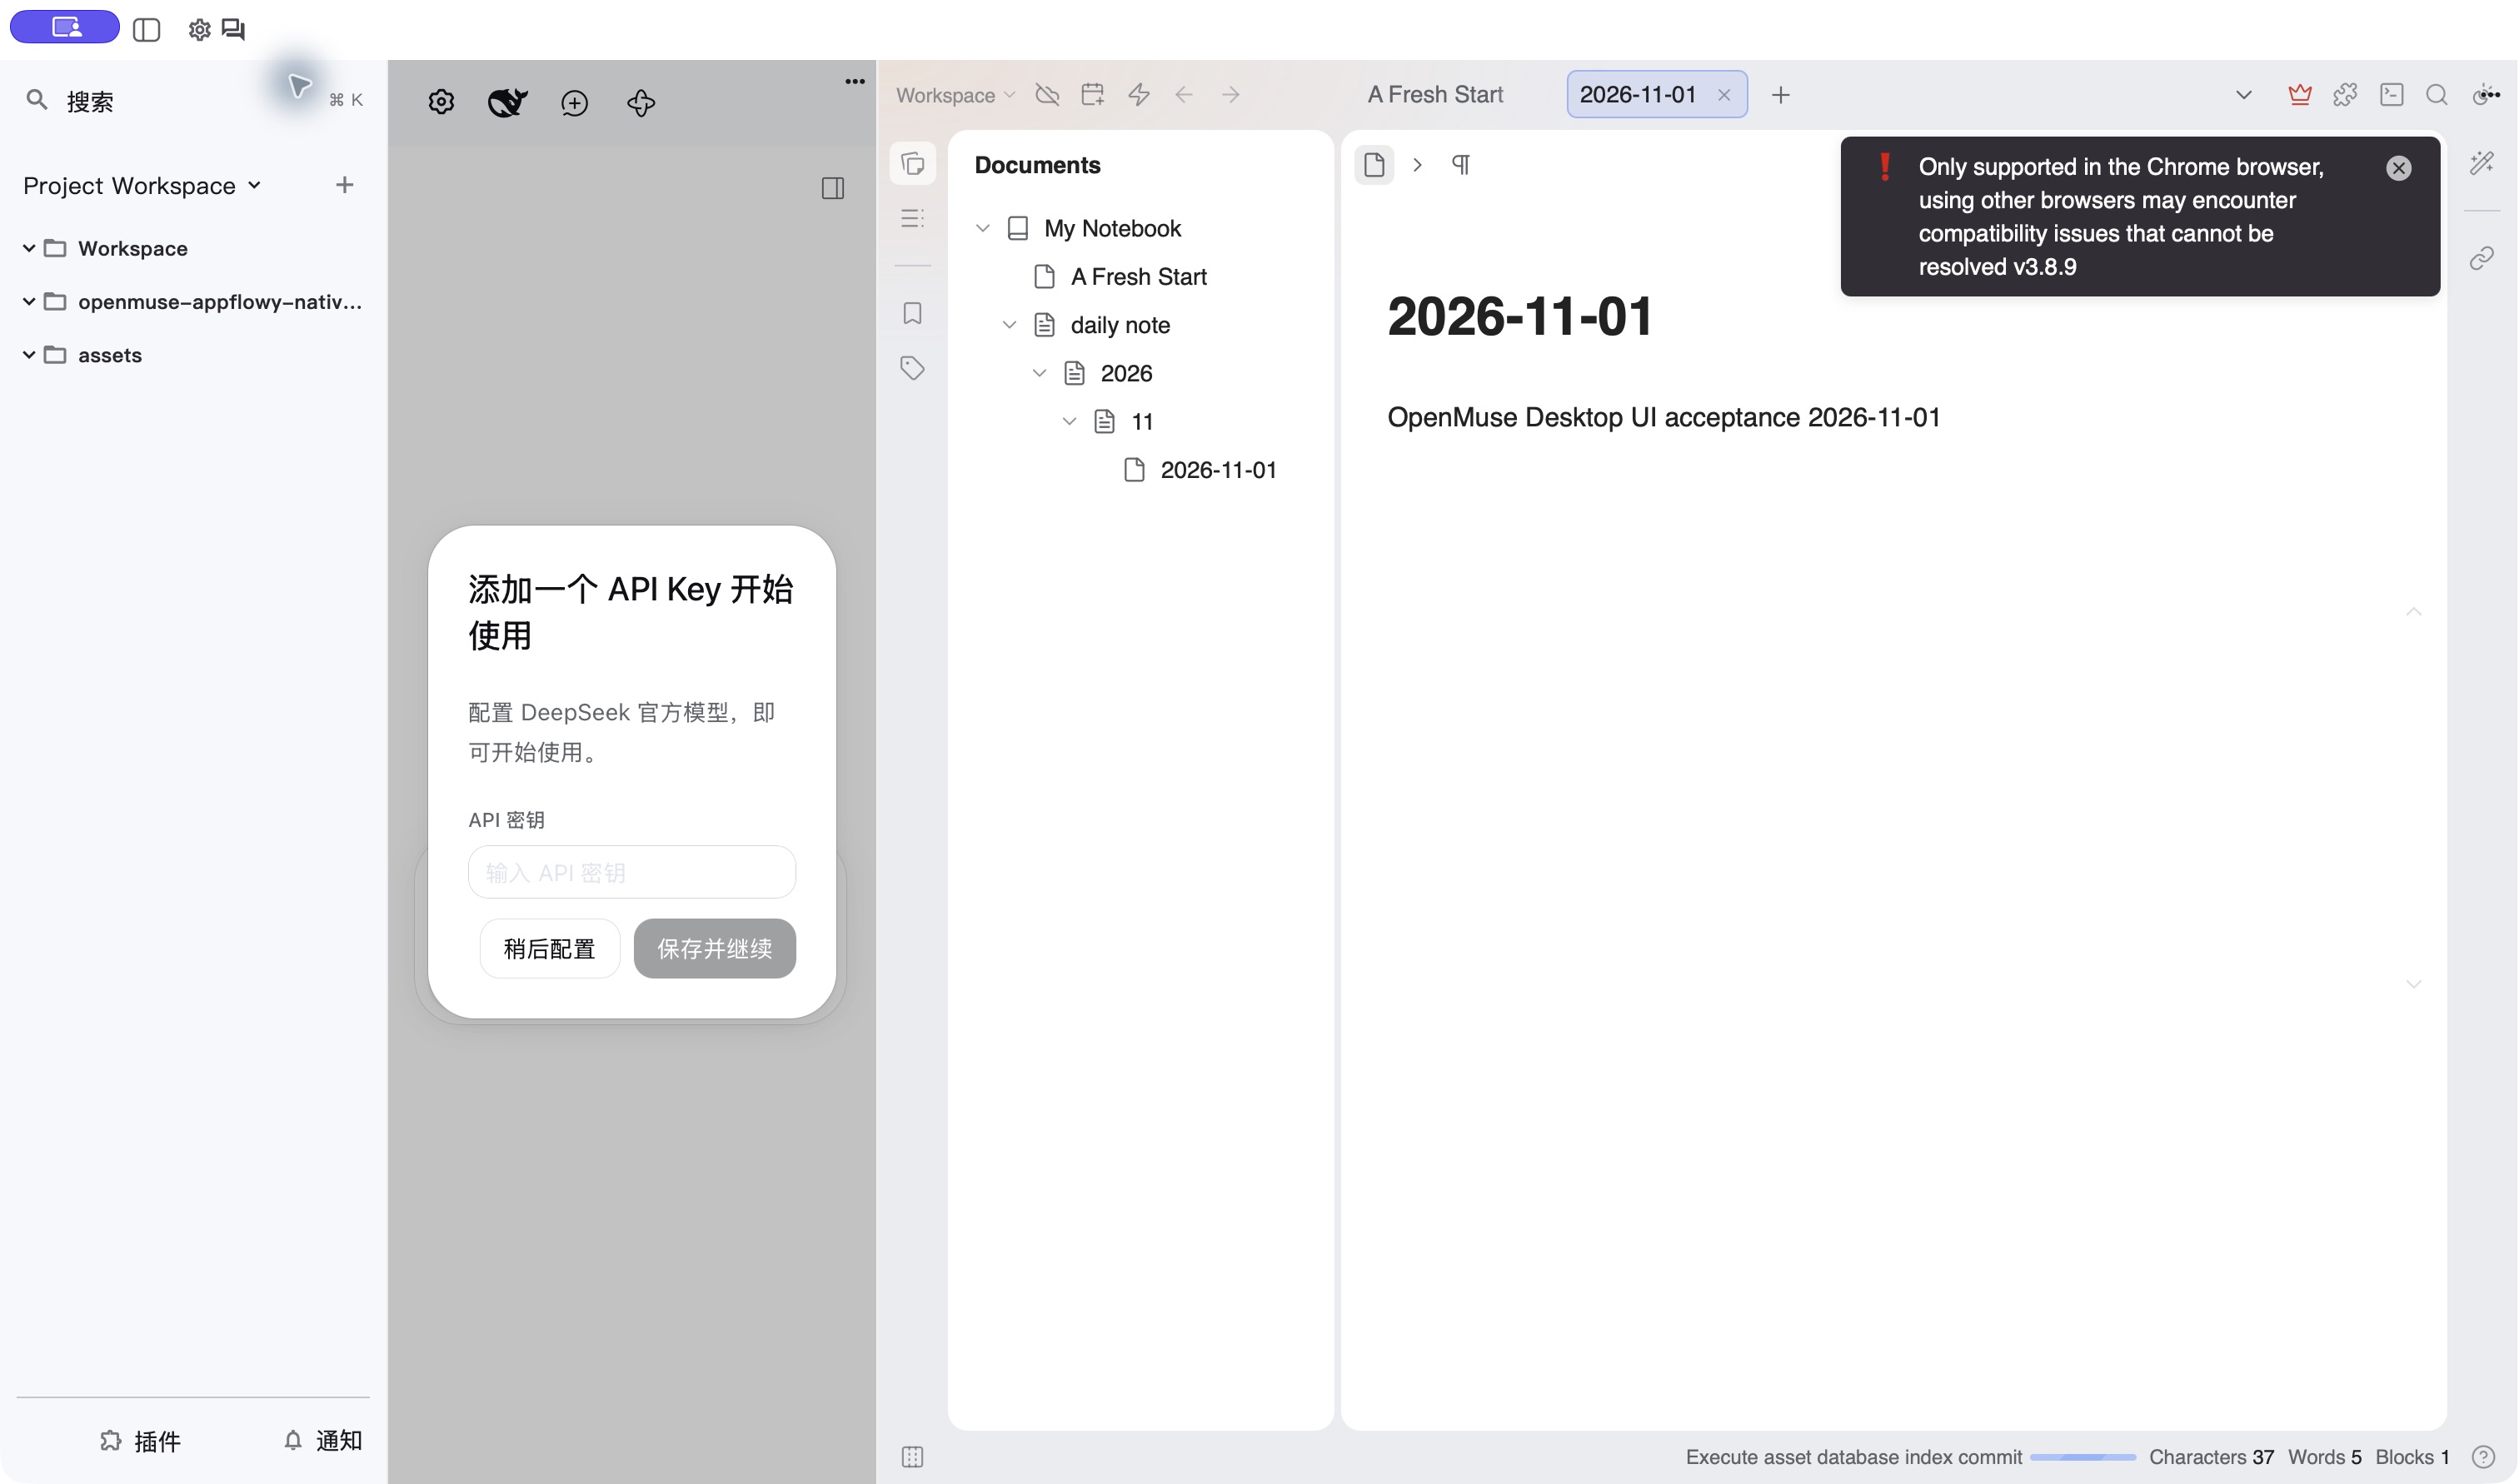 搜索
⌘ K
Project Workspace
Workspace
openmuse-appflowy-nativ...
assets
插件
通知
添加一个 API Key 开始
使用
配置 DeepSeek 官方模型，即
可开始使用。
API 密钥
输入 API 密钥
稍后配置
保存并继续
Workspace
A Fresh Start
2026-11-01
Documents
My Notebook
A Fresh Start
daily note
2026
11
2026-11-01
Only supported in the Chrome browser,
using other browsers may encounter
compatibility issues that cannot be
resolved v3.8.9
2026-11-01
OpenMuse Desktop UI acceptance 2026-11-01
Execute asset database index commit
Characters 37 Words 5 Blocks 1